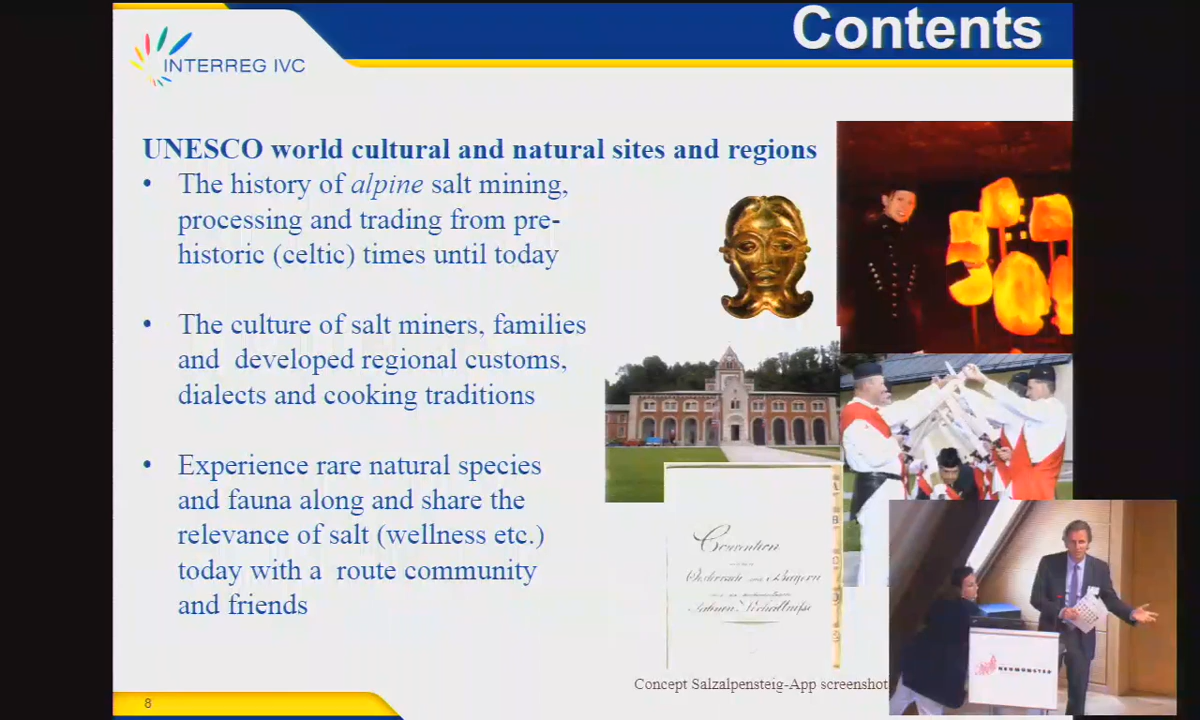 Contents
INTERREG IVC
UNESCO world cultural and natural sites and regions
• The history of alpine salt mining,
processing and trading from pre-
historic (celtic) times until today
• The culture of salt miners, families
and developed regional customs,
dialects and cooking traditions
• Experience rare natural species
and fauna along and share the
relevance of salt (wellness etc.)
today with a route community
and friends
Convention
Concept Salzalpensteig-App screenshot
NEUMÜNSTER
8